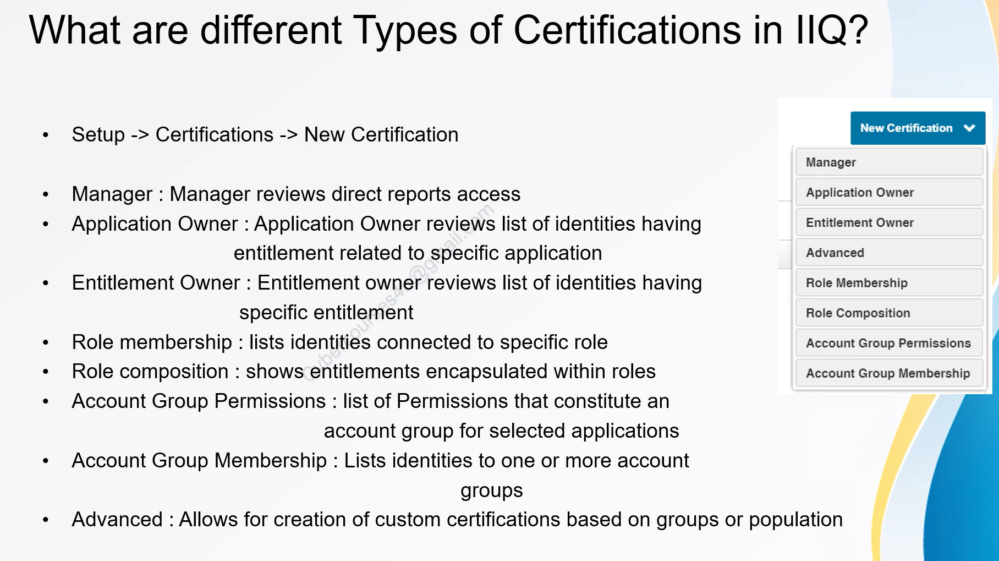 What are different Types of Certifications in IIQ?
• Setup -> Certifications -> New Certification
• Manager : Manager reviews direct reports access
• Application Owner : Application Owner reviews list of identities having
entitlement related to specific application
• Entitlement Owner : Entitlement owner reviews list of identities having
specific entitlement
• Role membership : lists identities connected to specific role
• Role composition : shows entitlements encapsulated within roles
• Account Group Permissions : list of Permissions that constitute an
account group for selected applications
• Account Group Membership : Lists identities to one or more account
groups
• Advanced : Allows for creation of custom certifications based on groups or population
New Certification
Manager
Application Owner
Entitlement Owner
Advanced
Role Membership
Role Composition
Account Group Permissions
Account Group Membership